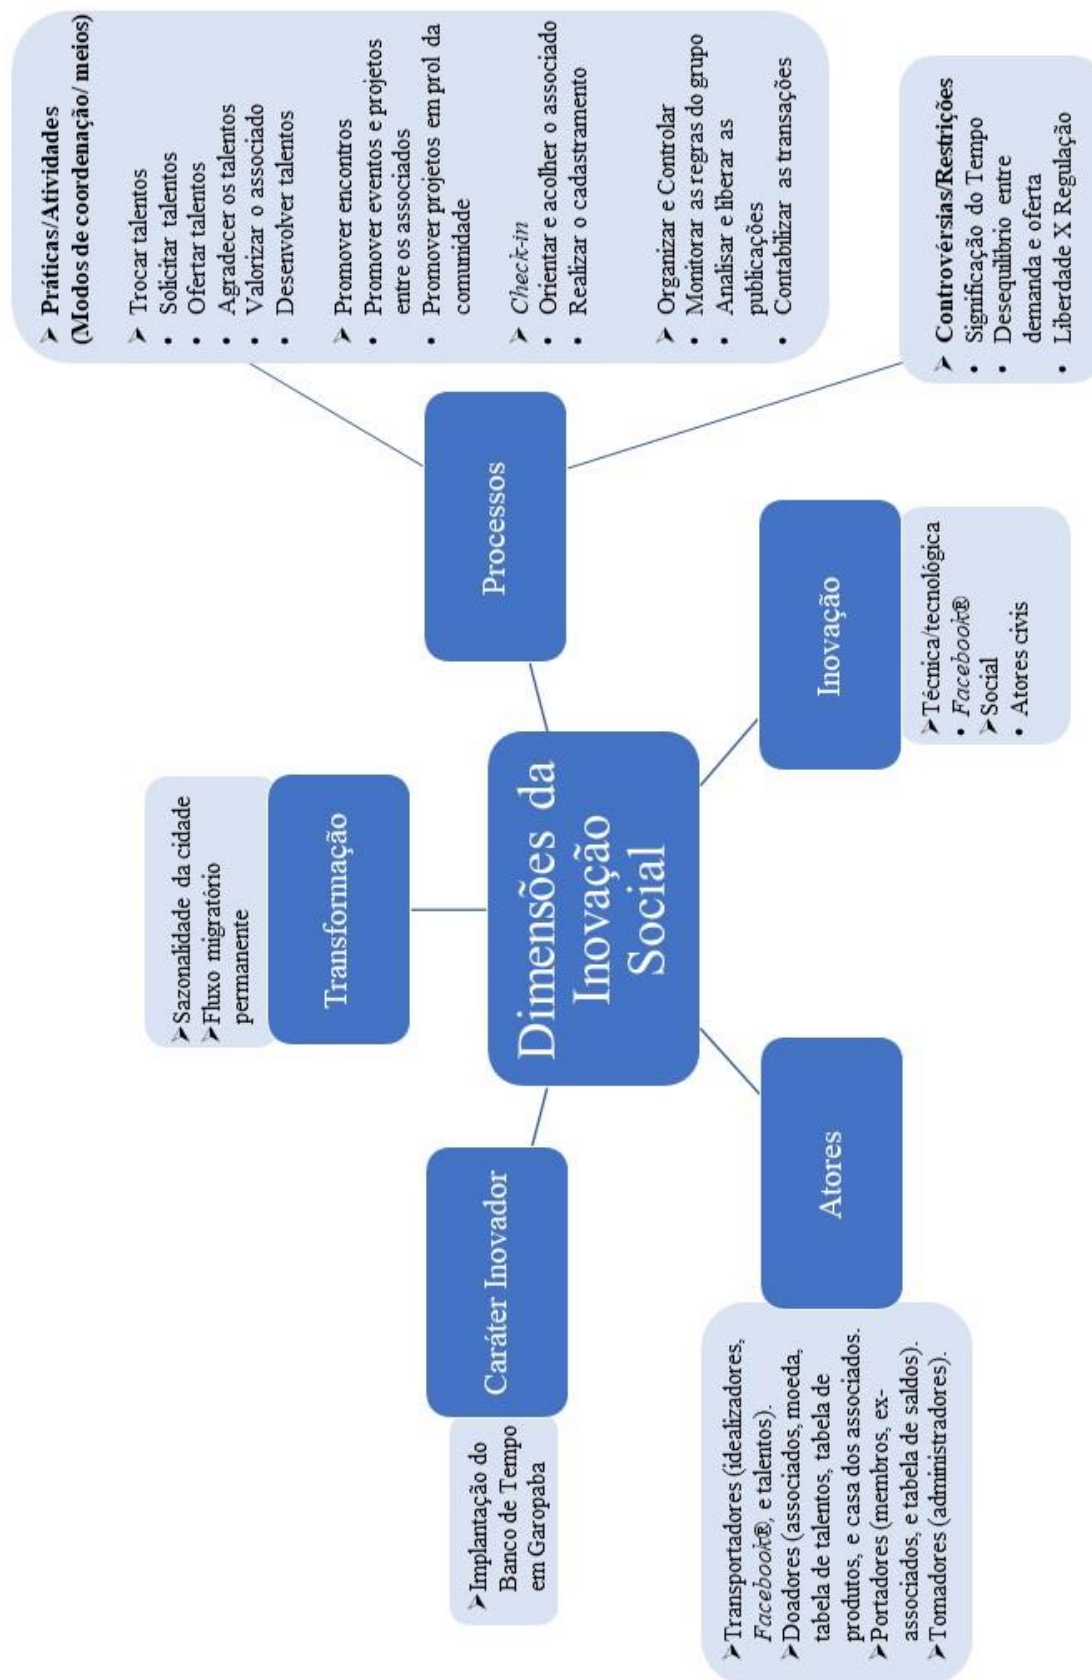 Dimensões da
Inovação
Social
Transformação
➤Sazonalidade da cidade
➤Fluxo migratório
permanente
Processos
➤ Práticas/Atividades
(Modos de coordenação/ meios)
➤ Trocar talentos
• Solicitar talentos
• Ofertar talentos
• Agradecer os talentos
• Valorizar o associado
• Desenvolver talentos
➤ Promover encontros
• Promover eventos e projetos
entre os associados
• Promover projetos em prol da
comunidade
➤ Check-in
• Orientar e acolher o associado
• Realizar o cadastramento
➤ Organizar e Controlar
• Monitorar as regras do grupo
• Analisar e liberar as
publicações
• Contabilizar as transações
➤ Controvérsias/Restrições
• Significação do Tempo
• Desequilíbrio entre
demanda e oferta
• Liberdade X Regulação
Inovação
➤Técnica/tecnológica
• Facebook®
➤Social
• Atores civis
Atores
➤Transportadores (idealizadores,
Facebook®, e talentos).
➤Doadores (associados, moeda,
tabela de talentos, tabela de
produtos, e casa dos associados.
➤Portadores (membros, ex-
associados, e tabela de saldos).
➤Tomadores (administradores).
Caráter Inovador
➤Implantação do
Banco de Tempo
em Garopaba